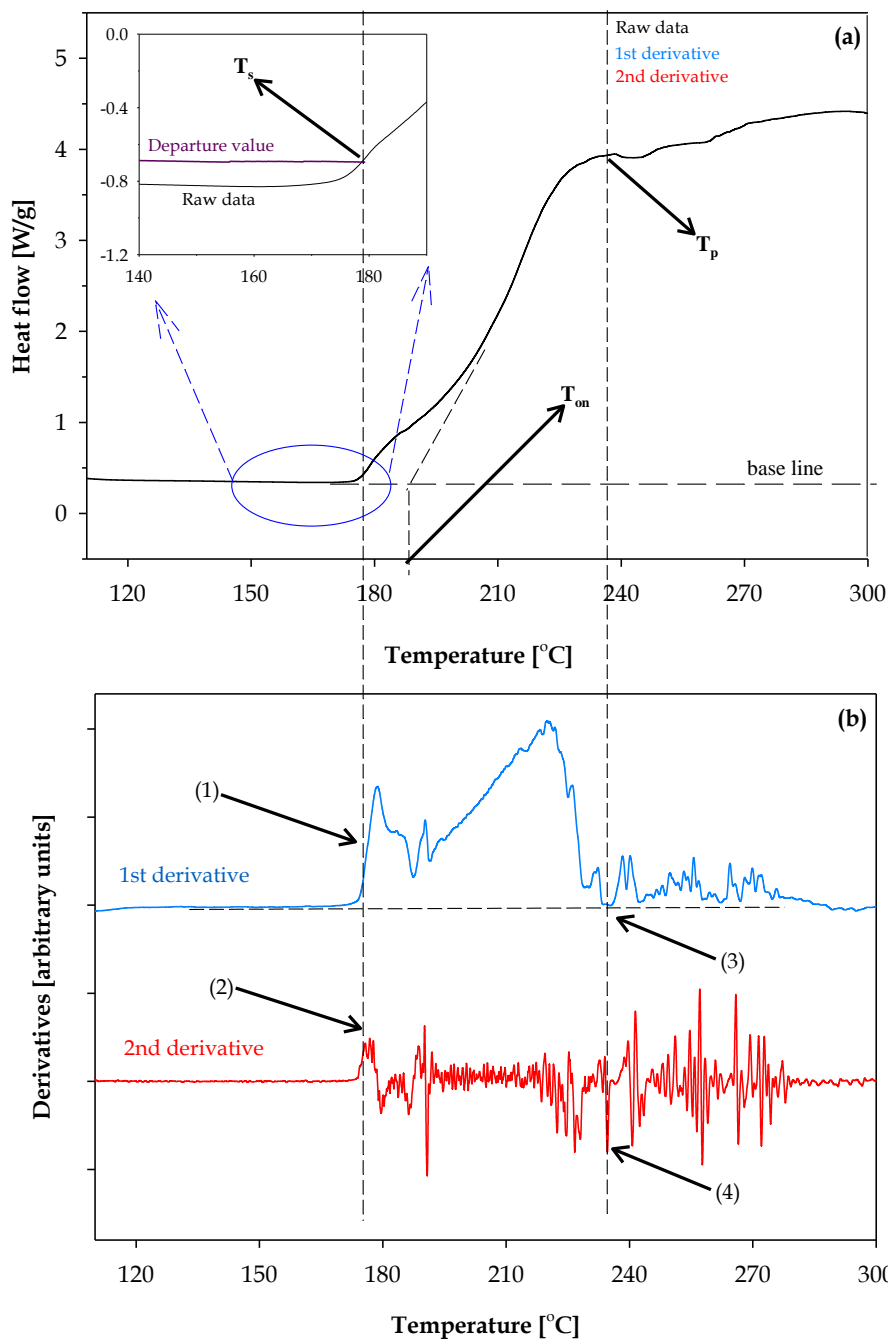 Raw data
1st derivative
2nd derivative
(a)
Heat flow [W/g]
5
4
3
2
1
0
0.0
-0.4
-0.8
-1.2
140
160
180
Ts
Departure value
Raw data
Tp
Ton
base line
120
150
180
210
240
270
300
Temperature [°C]
(b)
Derivatives [arbitrary units]
(1)
1st derivative
(3)
(2)
2nd derivative
(4)
120
150
180
210
240
270
300
Temperature [°C]